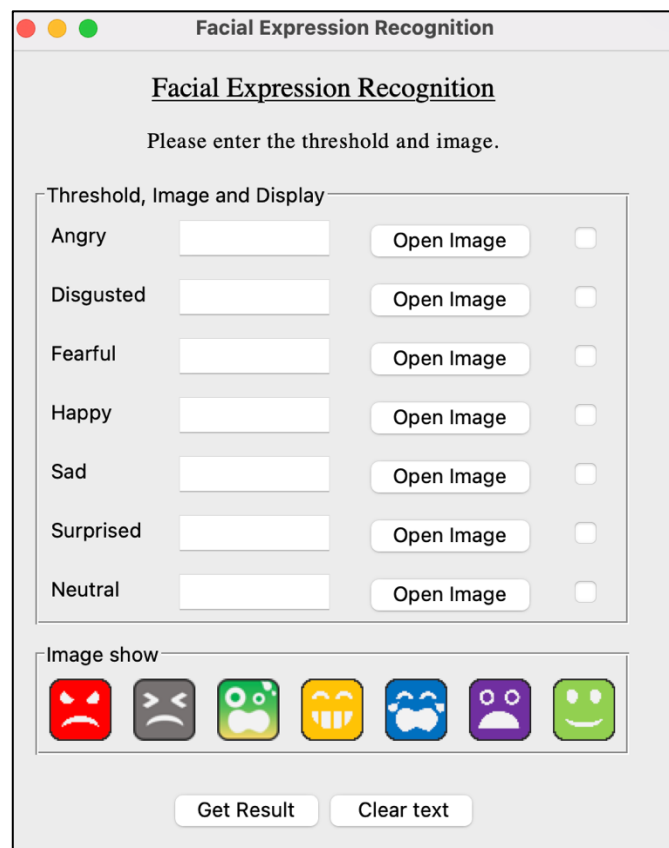 Facial Expression Recognition
Facial Expression Recognition
Please enter the threshold and image.
Threshold, Image and Display
Angry Open Image
Disgusted Open Image
Fearful Open Image
Happy Open Image
Sad Open Image
Surprised Open Image
Neutral Open Image
Image show
Get Result Clear text